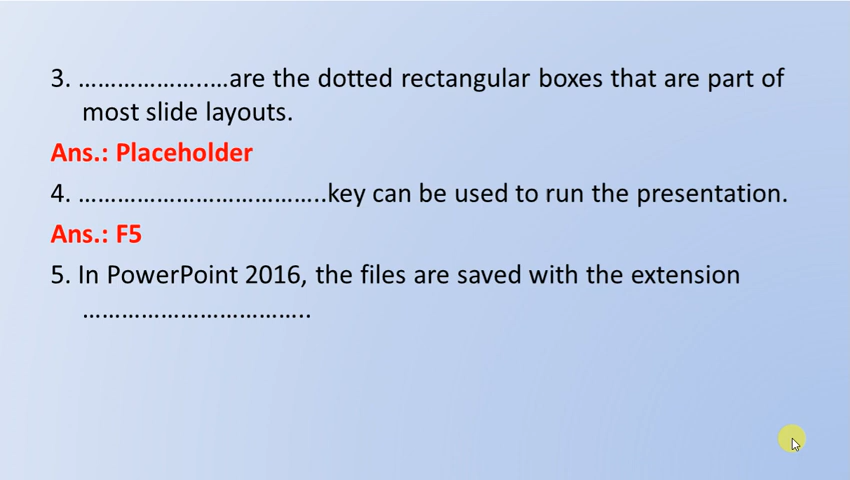 3. ………………..…are the dotted rectangular boxes that are part of
most slide layouts.
Ans.: Placeholder
4. ………………………………..key can be used to run the presentation.
Ans.: F5
5. In PowerPoint 2016, the files are saved with the extension
……………………………..